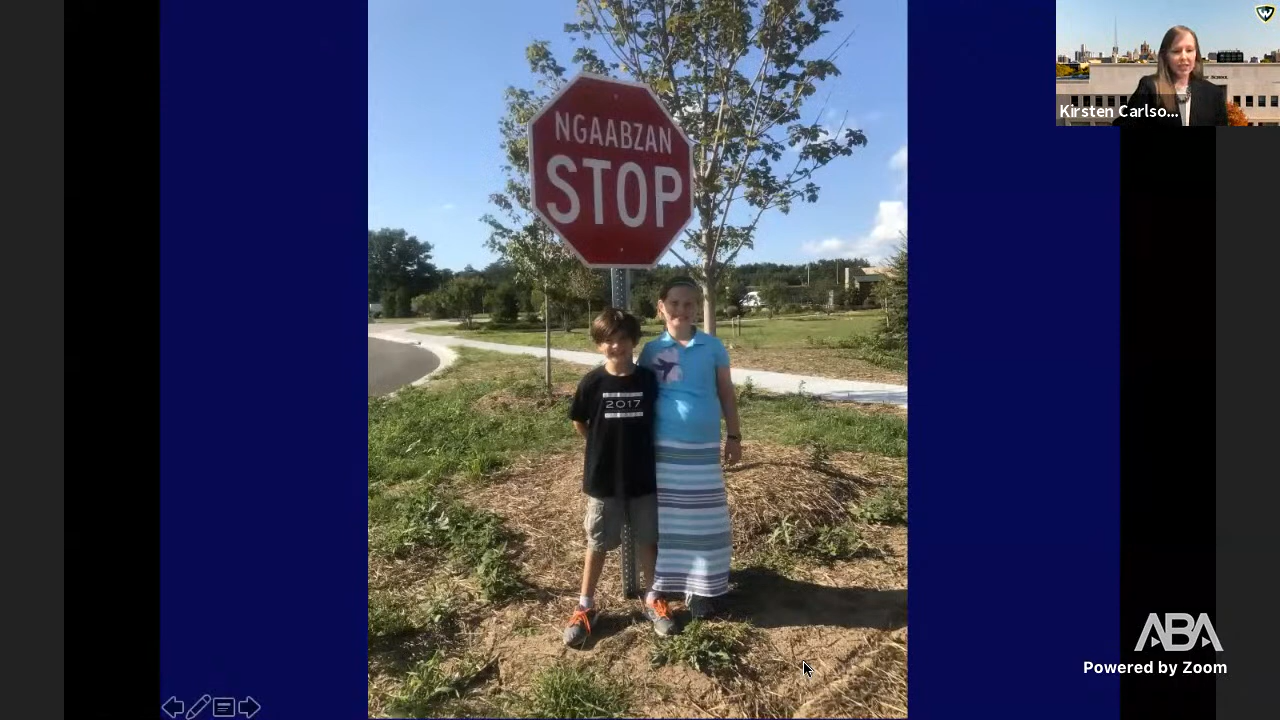 NGAABZAN
STOP
2017
Kirsten Carlso...
ABA
Powered by Zoom